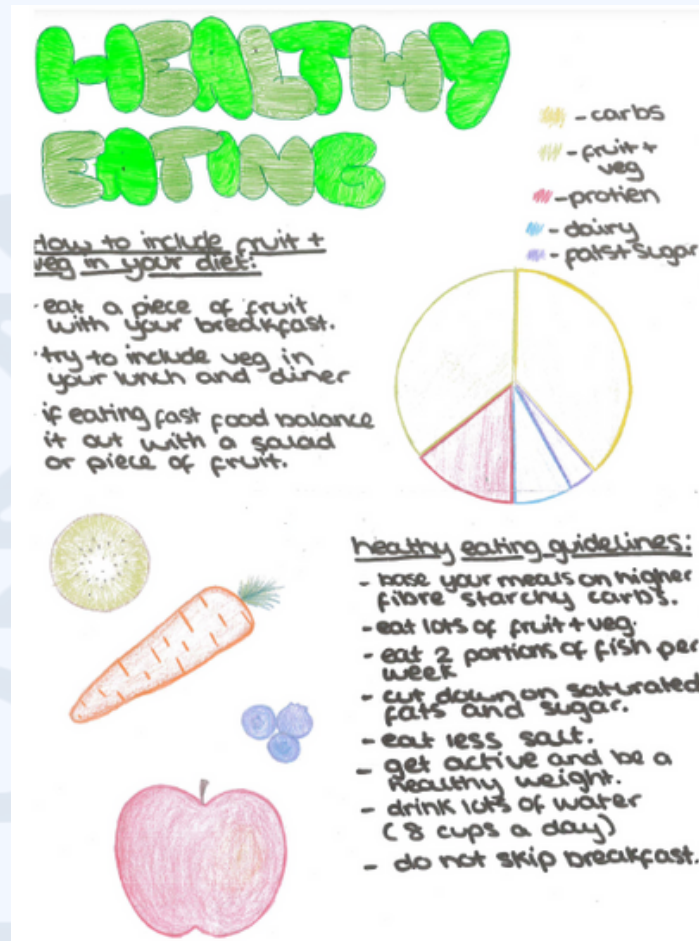 HEALTHY
EATING
- carbs
- fruit +
veg
- protien
- dairy
- fats+sugar
How to include fruit +
veg in your diet:
· eat a piece of fruit
with your breakfast.
· try to include veg in
your lunch and diner
if eating fast food balance
it out with a salad
or piece of fruit.
healthy eating guidelines:
- base your meals on higher
fibre starchy carbs.
- eat lots of fruit + veg.
- eat 2 portions of fish per
week
- cut down on saturated
fats and sugar.
- eat less salt.
- get active and be a
healthy weight.
- drink lots of water
(8 cups a day)
- do not skip breakfast.